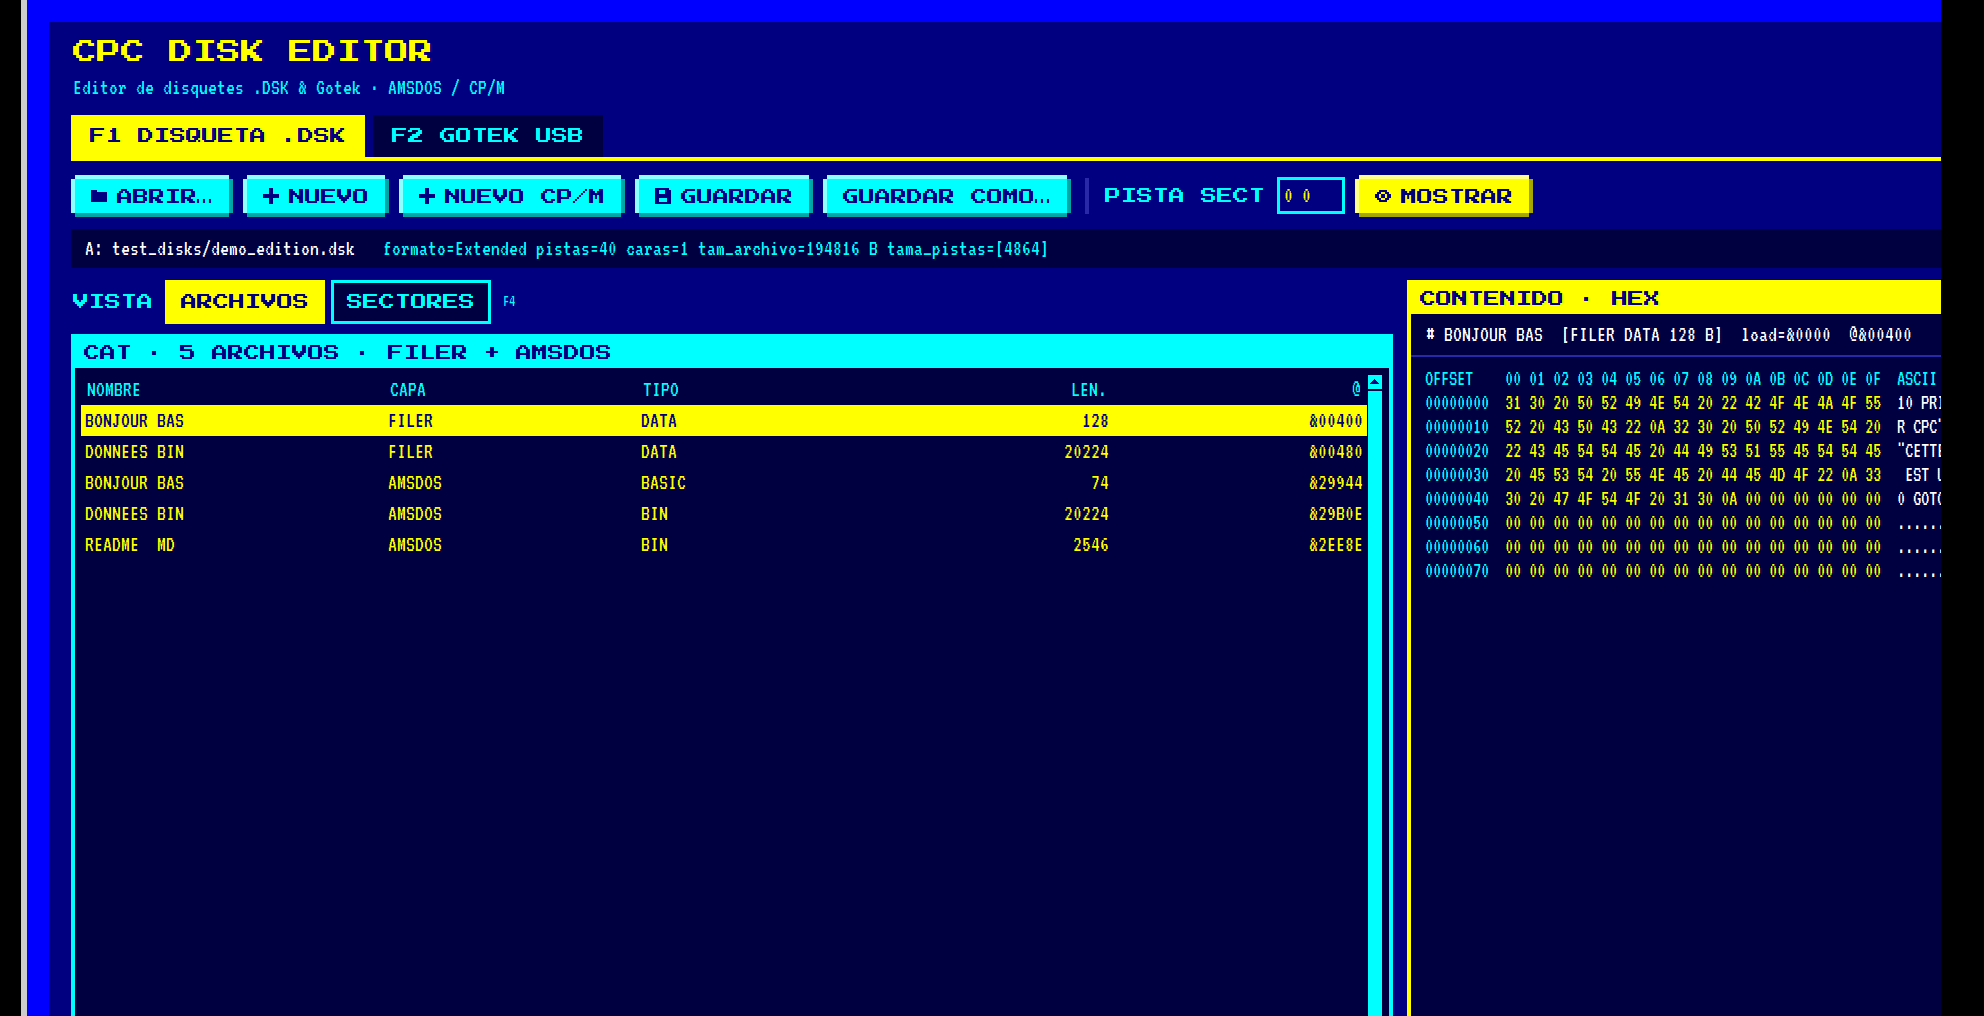 CPC DISK EDITOR
Editor de disquetes .DSK & Gotek · AMSDOS / CP/M
F1 DISQUETA .DSK F2 GOTEK USB
ABRIR… NUEVO NUEVO CP/M GUARDAR GUARDAR COMO… PISTA SECT 0 0 MOSTRAR
A: test_disks/demo_edition.dsk formato=Extended pistas=40 caras=1 tam_archivo=194816 B tama_pistas=[4864]
VISTA ARCHIVOS SECTORES F4
CAT · 5 ARCHIVOS · FILER + AMSDOS
NOMBRE CAPA TIPO LEN. @
BONJOUR BAS FILER DATA 128 &00400
DONNEES BIN FILER DATA 20224 &00480
BONJOUR BAS AMSDOS BASIC 74 &29944
DONNEES BIN AMSDOS BIN 20224 &29B0E
README  MD AMSDOS BIN 2546 &2EE8E
CONTENIDO · HEX
# BONJOUR BAS [FILER DATA 128 B] load=&0000 @&00400
OFFSET 00 01 02 03 04 05 06 07 08 09 0A 0B 0C 0D 0E 0F ASCII
00000000 31 30 20 50 52 49 4E 54 20 22 42 4F 4E 4A 4F 55 10 PRI
00000010 52 20 43 50 43 22 0A 32 30 20 50 52 49 4E 54 20 R CPC"
00000020 22 43 45 54 54 45 20 44 49 53 51 55 45 54 54 45 "CETTE
00000030 20 45 53 54 20 55 4E 45 20 44 45 4D 4F 22 0A 33 EST U
00000040 30 20 47 4F 54 4F 20 31 30 0A 00 00 00 00 00 00 0 GOTO
00000050 00 00 00 00 00 00 00 00 00 00 00 00 00 00 00 00 ......
00000060 00 00 00 00 00 00 00 00 00 00 00 00 00 00 00 00 ......
00000070 00 00 00 00 00 00 00 00 00 00 00 00 00 00 00 00 ......